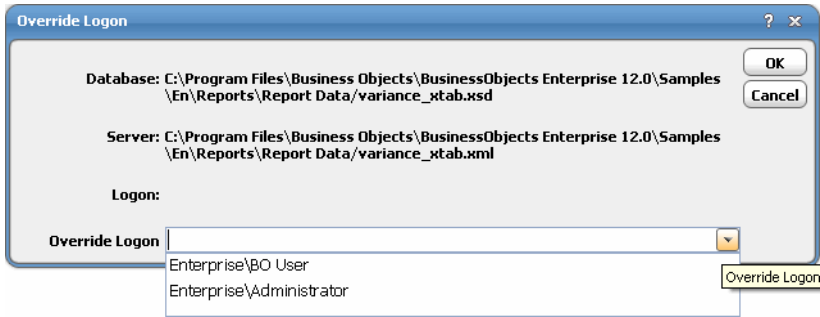 Override Logon
?
OK
Database: C:\Program Files\Business Objects\BusinessObjects Enterprise 12.0\Samples
\En\Reports\Report Data/variance_xtab.xsd
Cancel
Server: C:\Program Files\Business Objects\BusinessObjects Enterprise 12.0\Samples
\En\Reports\Report Data/variance_xtab.xml
Logon:
Override Logon
Enterprise\BO User
Override Logon
Enterprise\Administrator